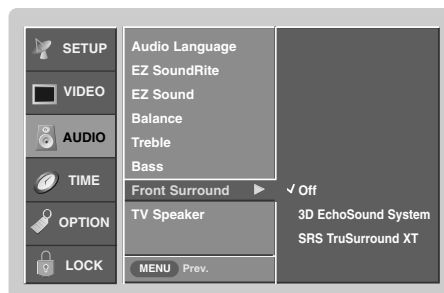 SETUP
VIDEO
AUDIO
TIME
OPTION
LOCK
Audio Language
EZ SoundRite
EZ Sound
Balance
Treble
Bass
Front Surround
TV Speaker
MENU Prev.
Off
3D EchoSound System
SRS TruSurround XT